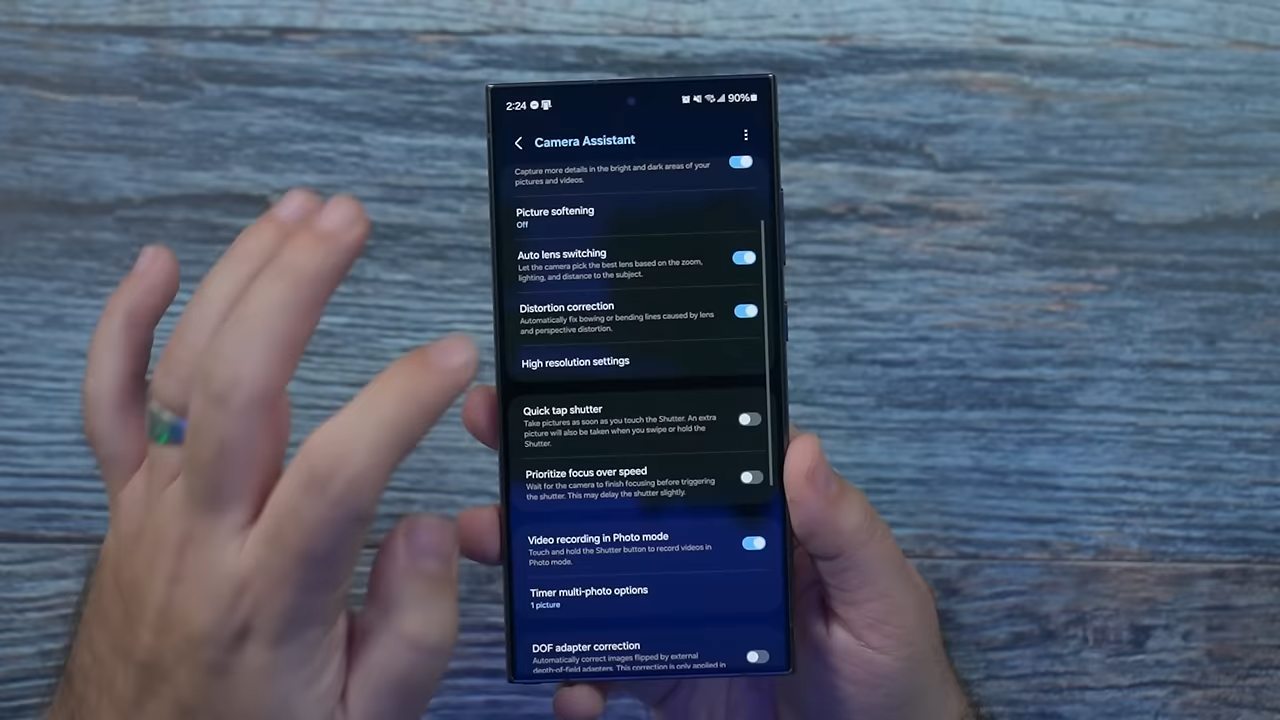 2:24
90%
Camera Assistant
Capture more details in the bright and dark areas of your
pictures and videos.
Picture softening
Off
Auto lens switching
Let the camera pick the best lens based on the zoom,
lighting, and distance to the subject.
Distortion correction
Automatically fix bowing or bending lines caused by lens
and perspective distortion.
High resolution settings
Quick tap shutter
Take pictures as soon as you touch the Shutter. An extra
picture will also be taken when you swipe or hold the
Shutter.
Prioritize focus over speed
Wait for the camera to finish focusing before triggering
the shutter. This may delay the shutter slightly.
Video recording in Photo mode
Touch and hold the Shutter button to record videos in
Photo mode.
Timer multi-photo options
1 picture
DOF adapter correction
Automatically correct images flipped by external
depth-of-field adapters. This correction is only applied in